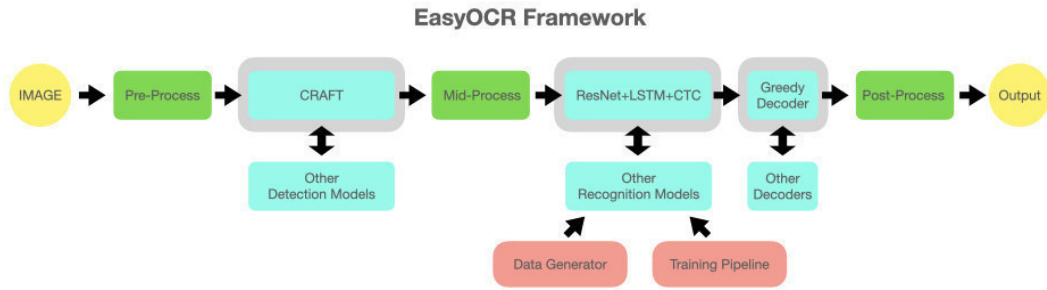 EasyOCR Framework
IMAGE
Pre-Process
CRAFT
Mid-Process
ResNet+LSTM+CTC
Greedy
Decoder
Post-Process
Output
Other
Detection Models
Other
Recognition Models
Other
Decoders
Data Generator
Training Pipeline